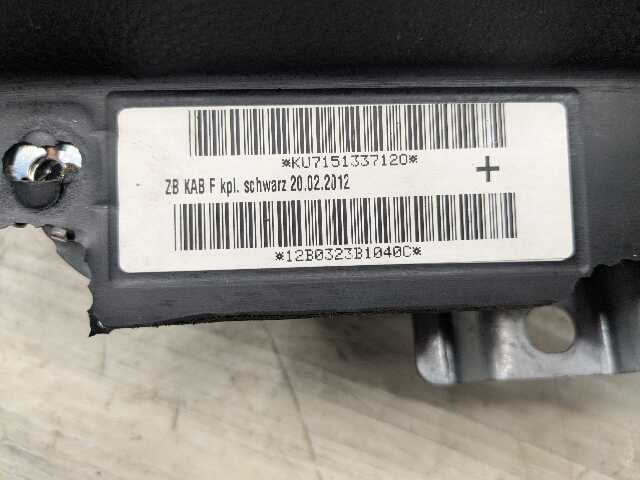 *KU7151337120*
ZB KAB F kpl. schwarz 20.02.2012
+
*12B0323B1040C*